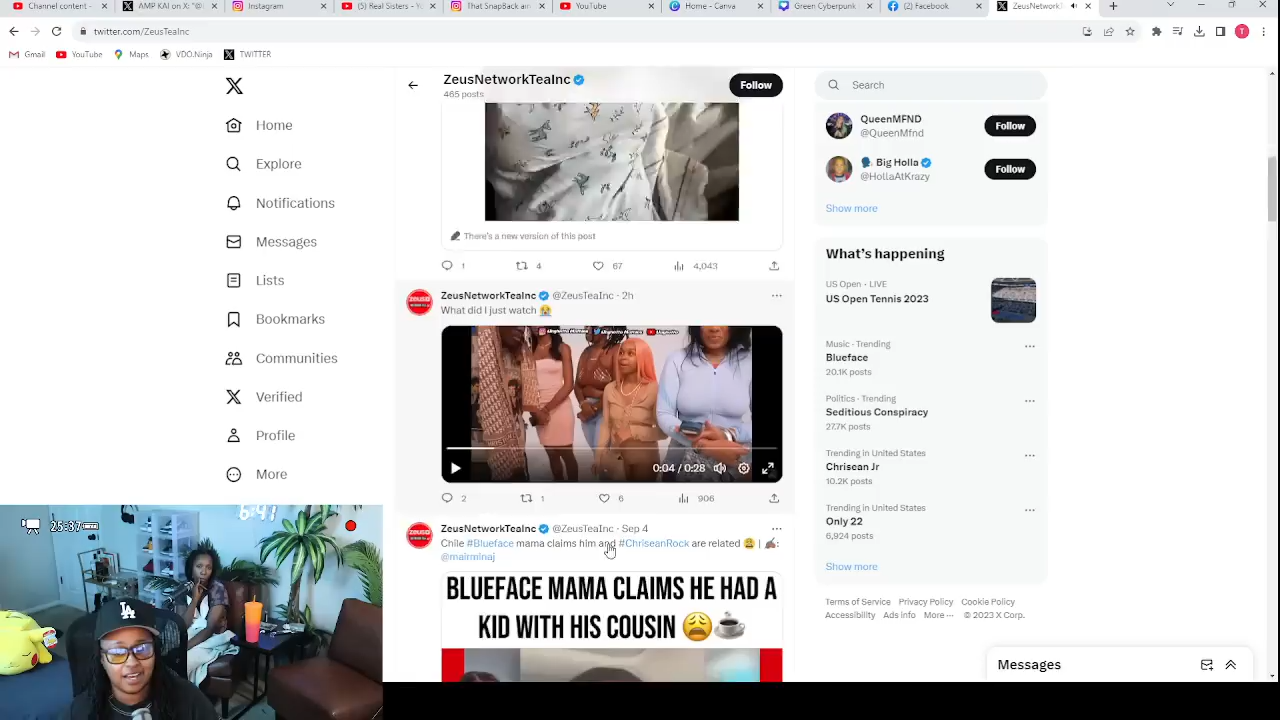 Channel content -
AMP KAI on X: "@
Instagram
(5) Real Sisters - Yo
That SnapBack an
YouTube
Home - Canva
Green Cyberpunk
(2) Facebook
ZeusNetworkT
twitter.com/ZeusTeaInc
T
Gmail
YouTube
Maps
VDO.Ninja
TWITTER
ZeusNetworkTeaInc
465 posts
Follow
Search
Home
Explore
Notifications
Messages
Lists
Bookmarks
Communities
Verified
Profile
More
There's a new version of this post
1
4
67
4,043
ZeusNetworkTeaInc @ZeusTeaInc · 2h
What did I just watch 😭
0:04 / 0:28
2
1
6
906
ZeusNetworkTeaInc @ZeusTeaInc · Sep 4
Chile #Blueface mama claims him and #ChriseanRock are related 😩 | ✍🏾:
@mairmlnaj
BLUEFACE MAMA CLAIMS HE HAD A
KID WITH HIS COUSIN 😩☕
QueenMFND
@QueenMfnd
Follow
🗣 Big Holla
@HollaAtKrazy
Follow
Show more
What's happening
US Open · LIVE
US Open Tennis 2023
Music · Trending
Blueface
20.1K posts
Politics · Trending
Seditious Conspiracy
27.7K posts
Trending in United States
Chrisean Jr
10.2K posts
Trending in United States
Only 22
6,924 posts
Show more
Terms of Service Privacy Policy Cookie Policy
Accessibility Ads info More ··· © 2023 X Corp.
Messages
25:87
6:41
LA